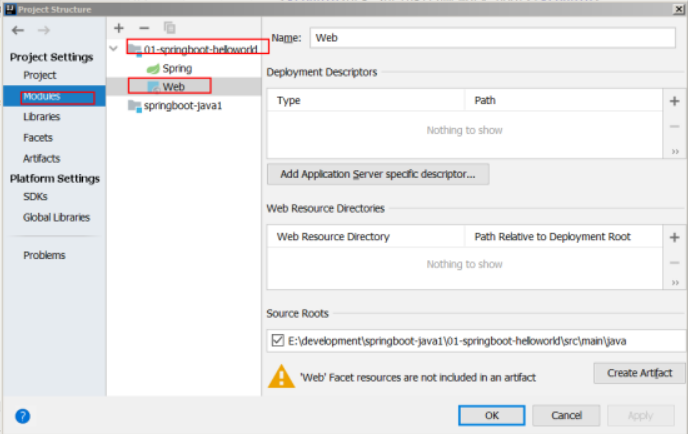 Project Structure
Name: Web
01-springboot-helloworld
Project Settings
Spring
Project
Deployment Descriptors
Web
Modules
Type Path
springboot-java1
Libraries
Nothing to show
Facets
Artifacts
Add Application Server specific descriptor...
Platform Settings
SDKs
Web Resource Directories
Global Libraries
Web Resource Directory Path Relative to Deployment Root
Problems
Nothing to show
Source Roots
E:\development\springboot-java1\01-springboot-helloworld\src\main\java
'Web' Facet resources are not included in an artifact
Create Artifact
OK Cancel Apply